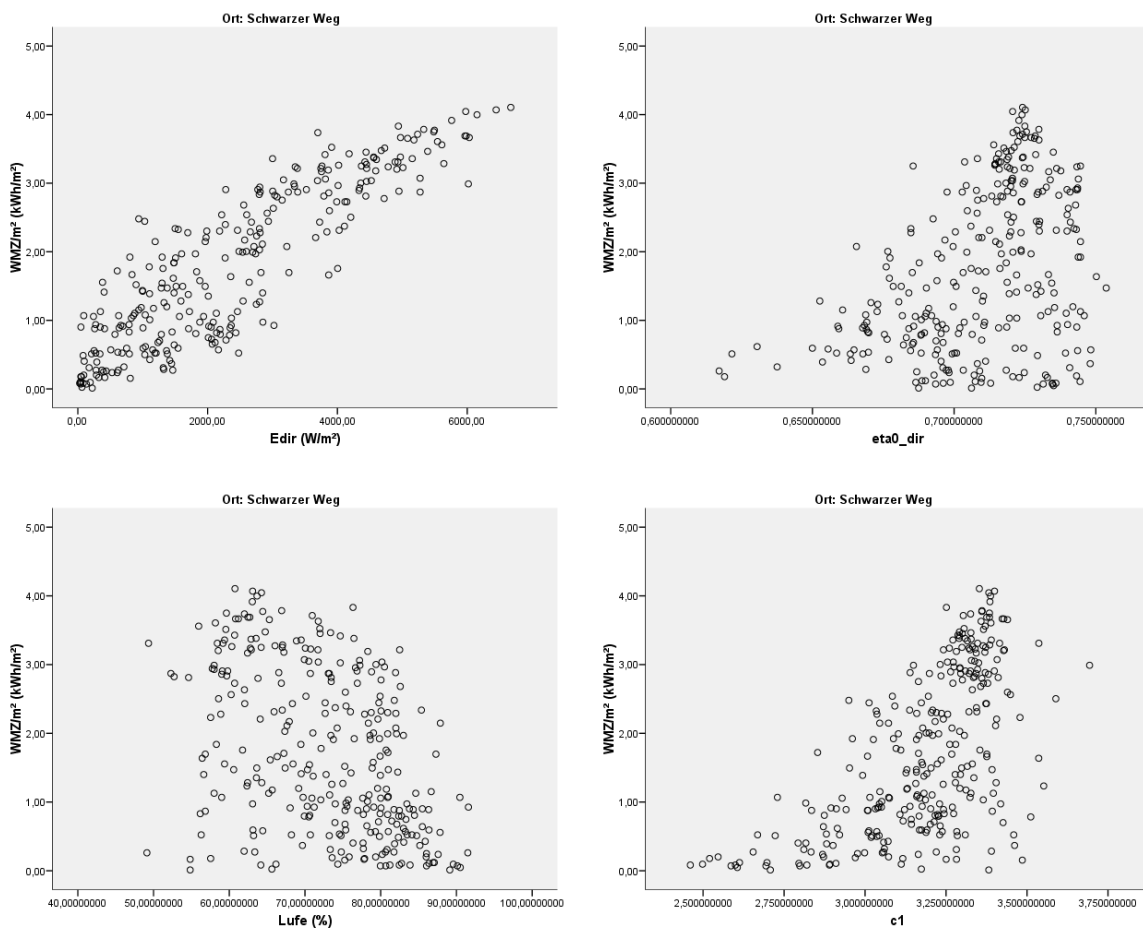 Ort: Schwarzer Weg
5,00
4,00
3,00
2,00
1,00
0,00
WMZ/m² (kWh/m²)
0,00 2000,00 4000,00 6000,00
Edir (W/m²)
Ort: Schwarzer Weg
5,00
4,00
3,00
2,00
1,00
0,00
WMZ/m² (kWh/m²)
0,600000000 0,650000000 0,700000000 0,750000000
eta0_dir
Ort: Schwarzer Weg
5,00
4,00
3,00
2,00
1,00
0,00
WMZ/m² (kWh/m²)
40,00000000 50,00000000 60,00000000 70,00000000 80,00000000 90,00000000 100,00000000
Lufe (%)
Ort: Schwarzer Weg
5,00
4,00
3,00
2,00
1,00
0,00
WMZ/m² (kWh/m²)
2,500000000 2,750000000 3,000000000 3,250000000 3,500000000 3,750000000
c1